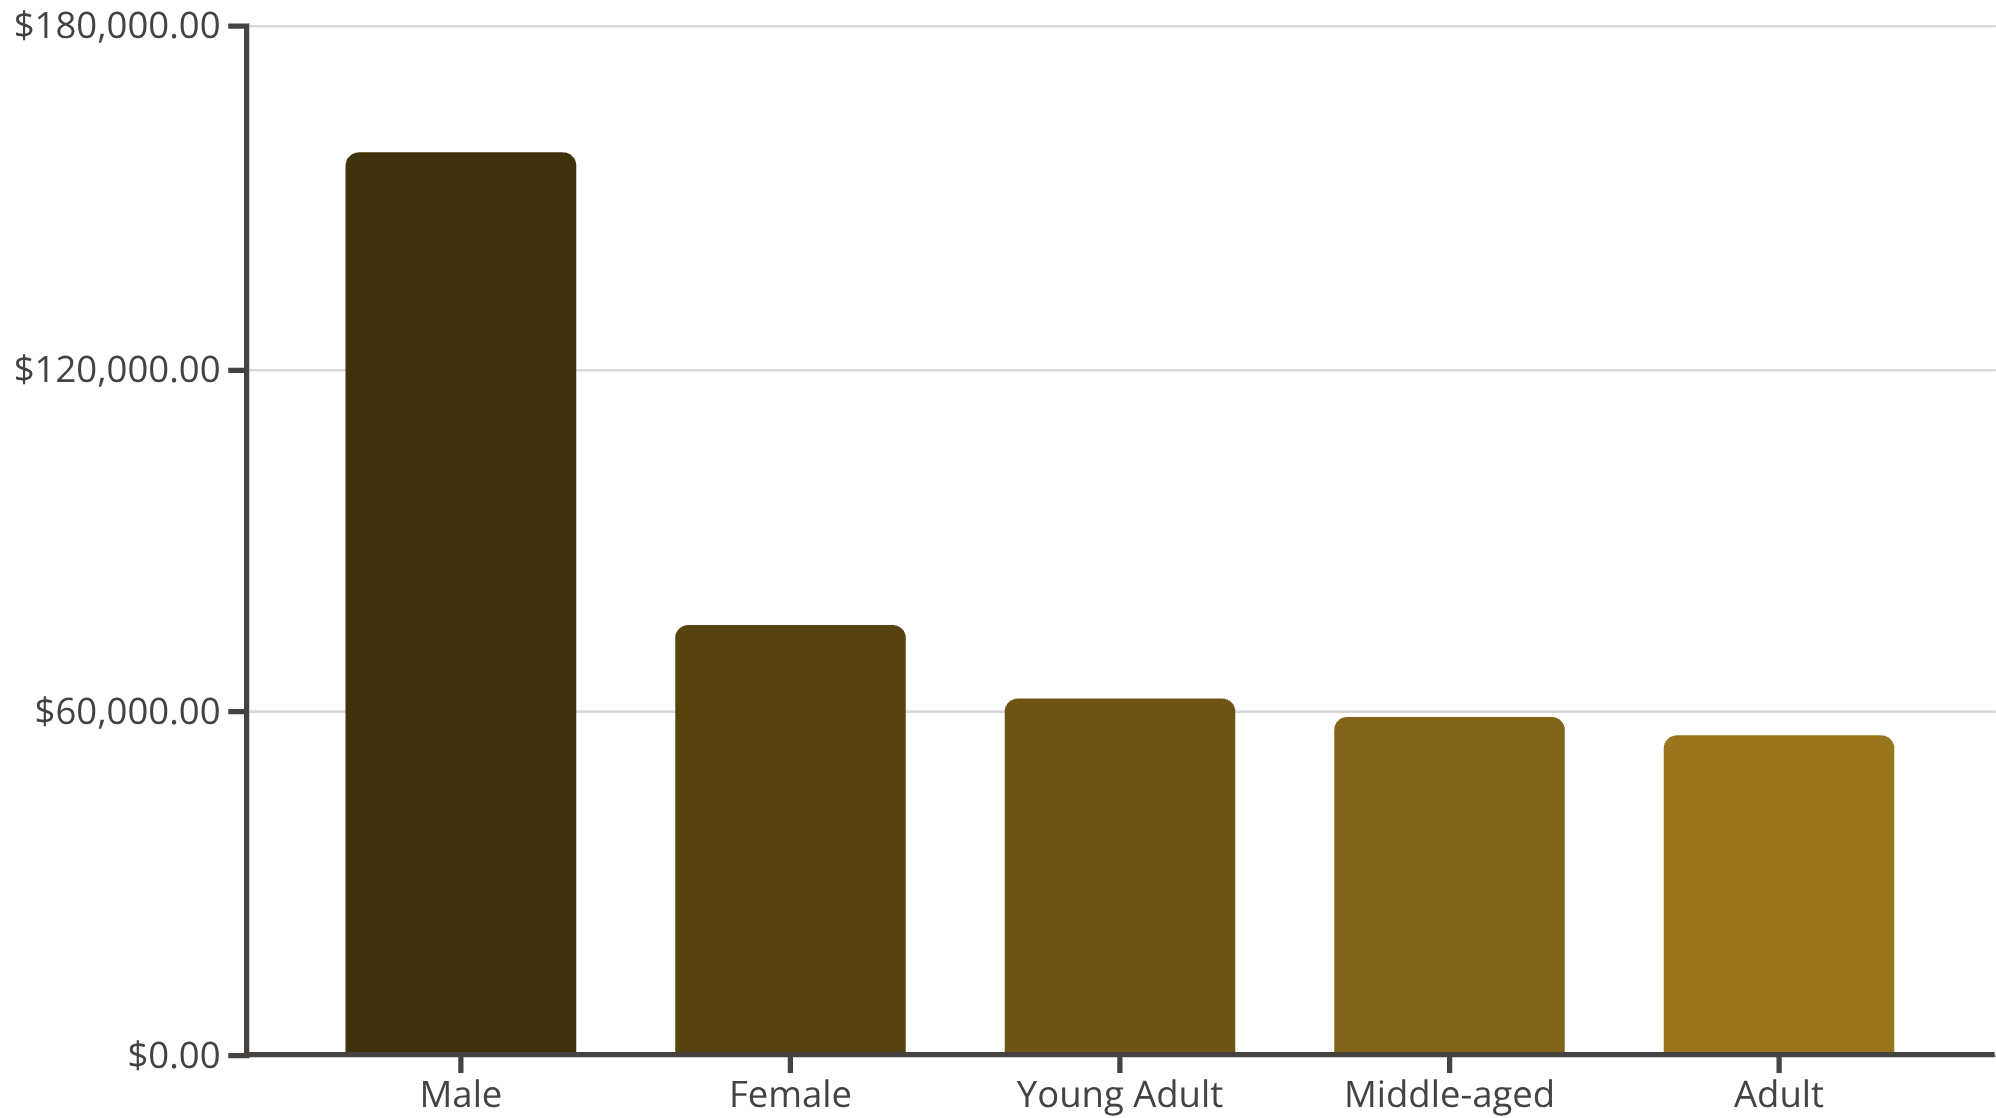 $180,000.00
$120,000.00
$60,000.00
$0.00
Male
Female
Young Adult
Middle-aged
Adult